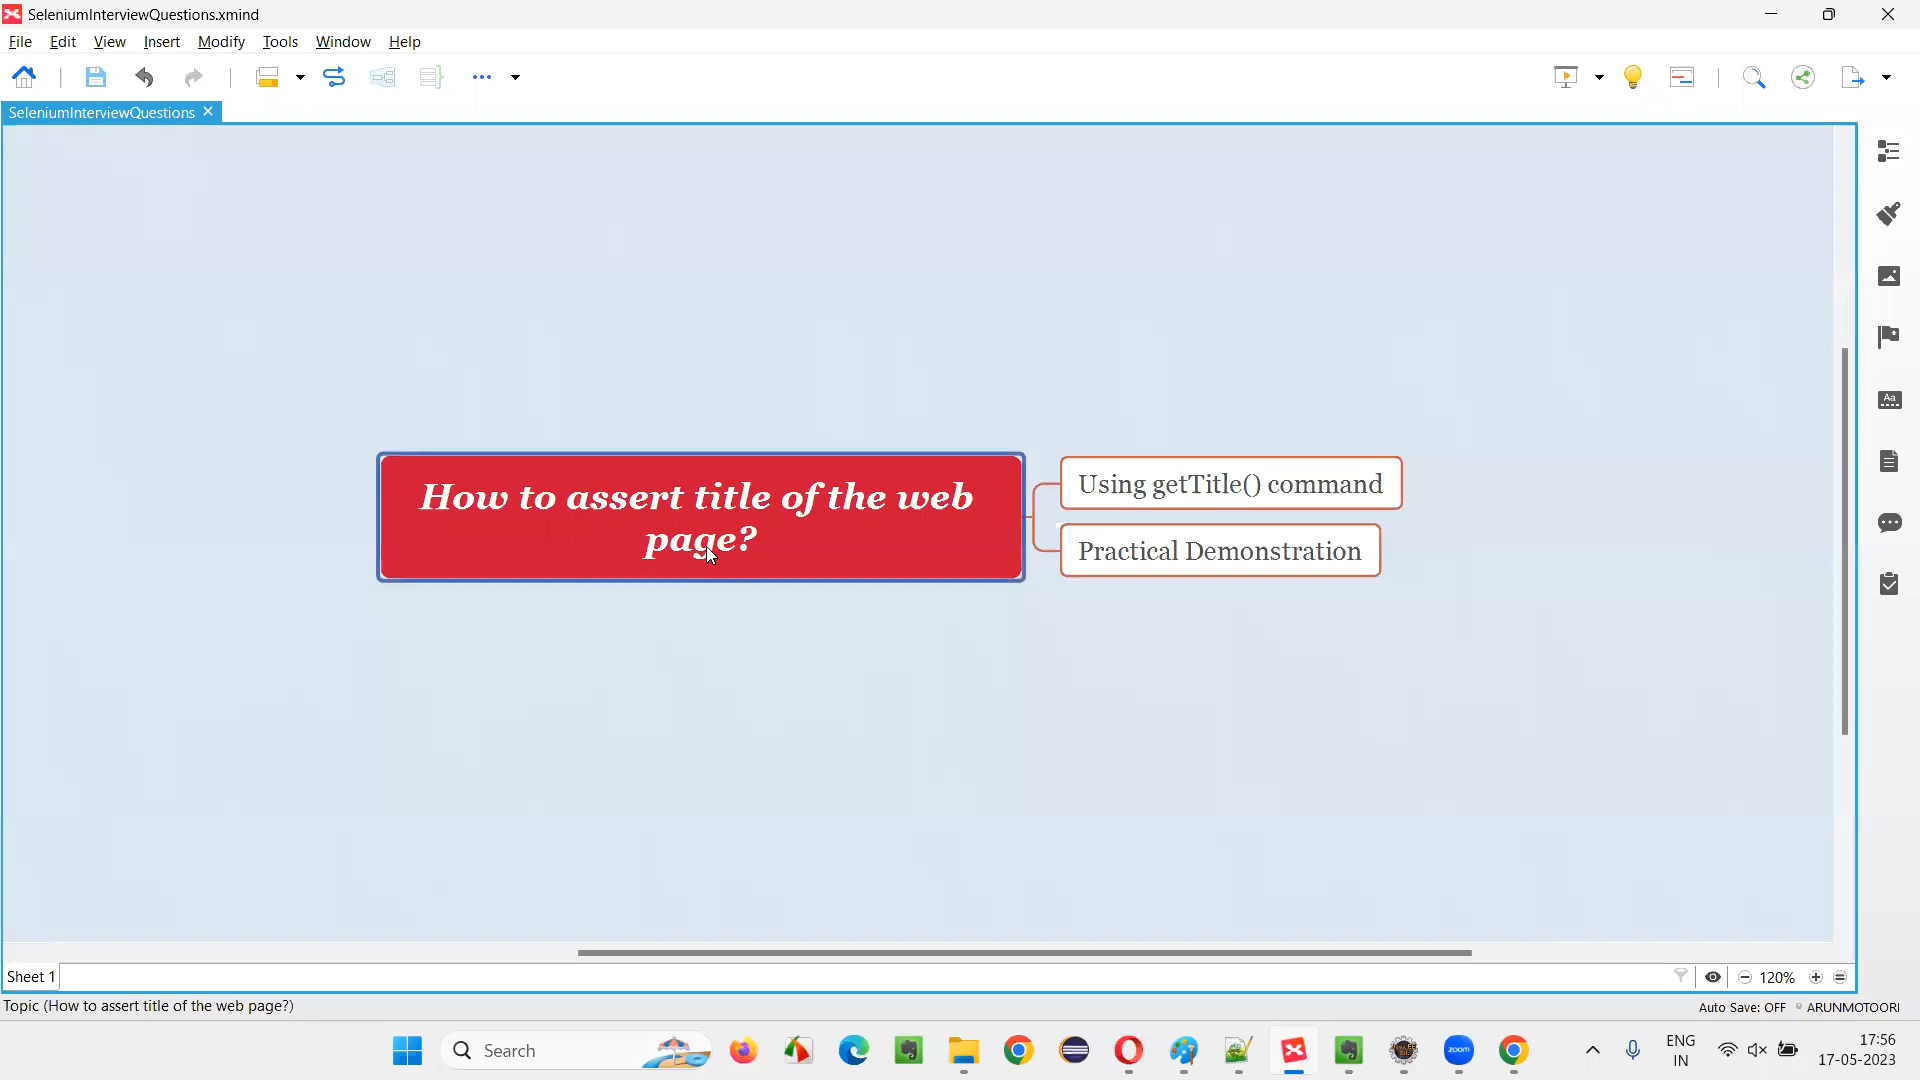 SeleniumInterviewQuestions.xmind
File Edit View Insert Modify Tools Window Help
SeleniumInterviewQuestions
How to assert title of the web
page?
Using getTitle() command
Practical Demonstration
Aa
Sheet 1
120%
Topic (How to assert title of the web page?)
Auto Save: OFF ARUNMOTOORI
Search
zoom
ENG
IN
17:56
17-05-2023